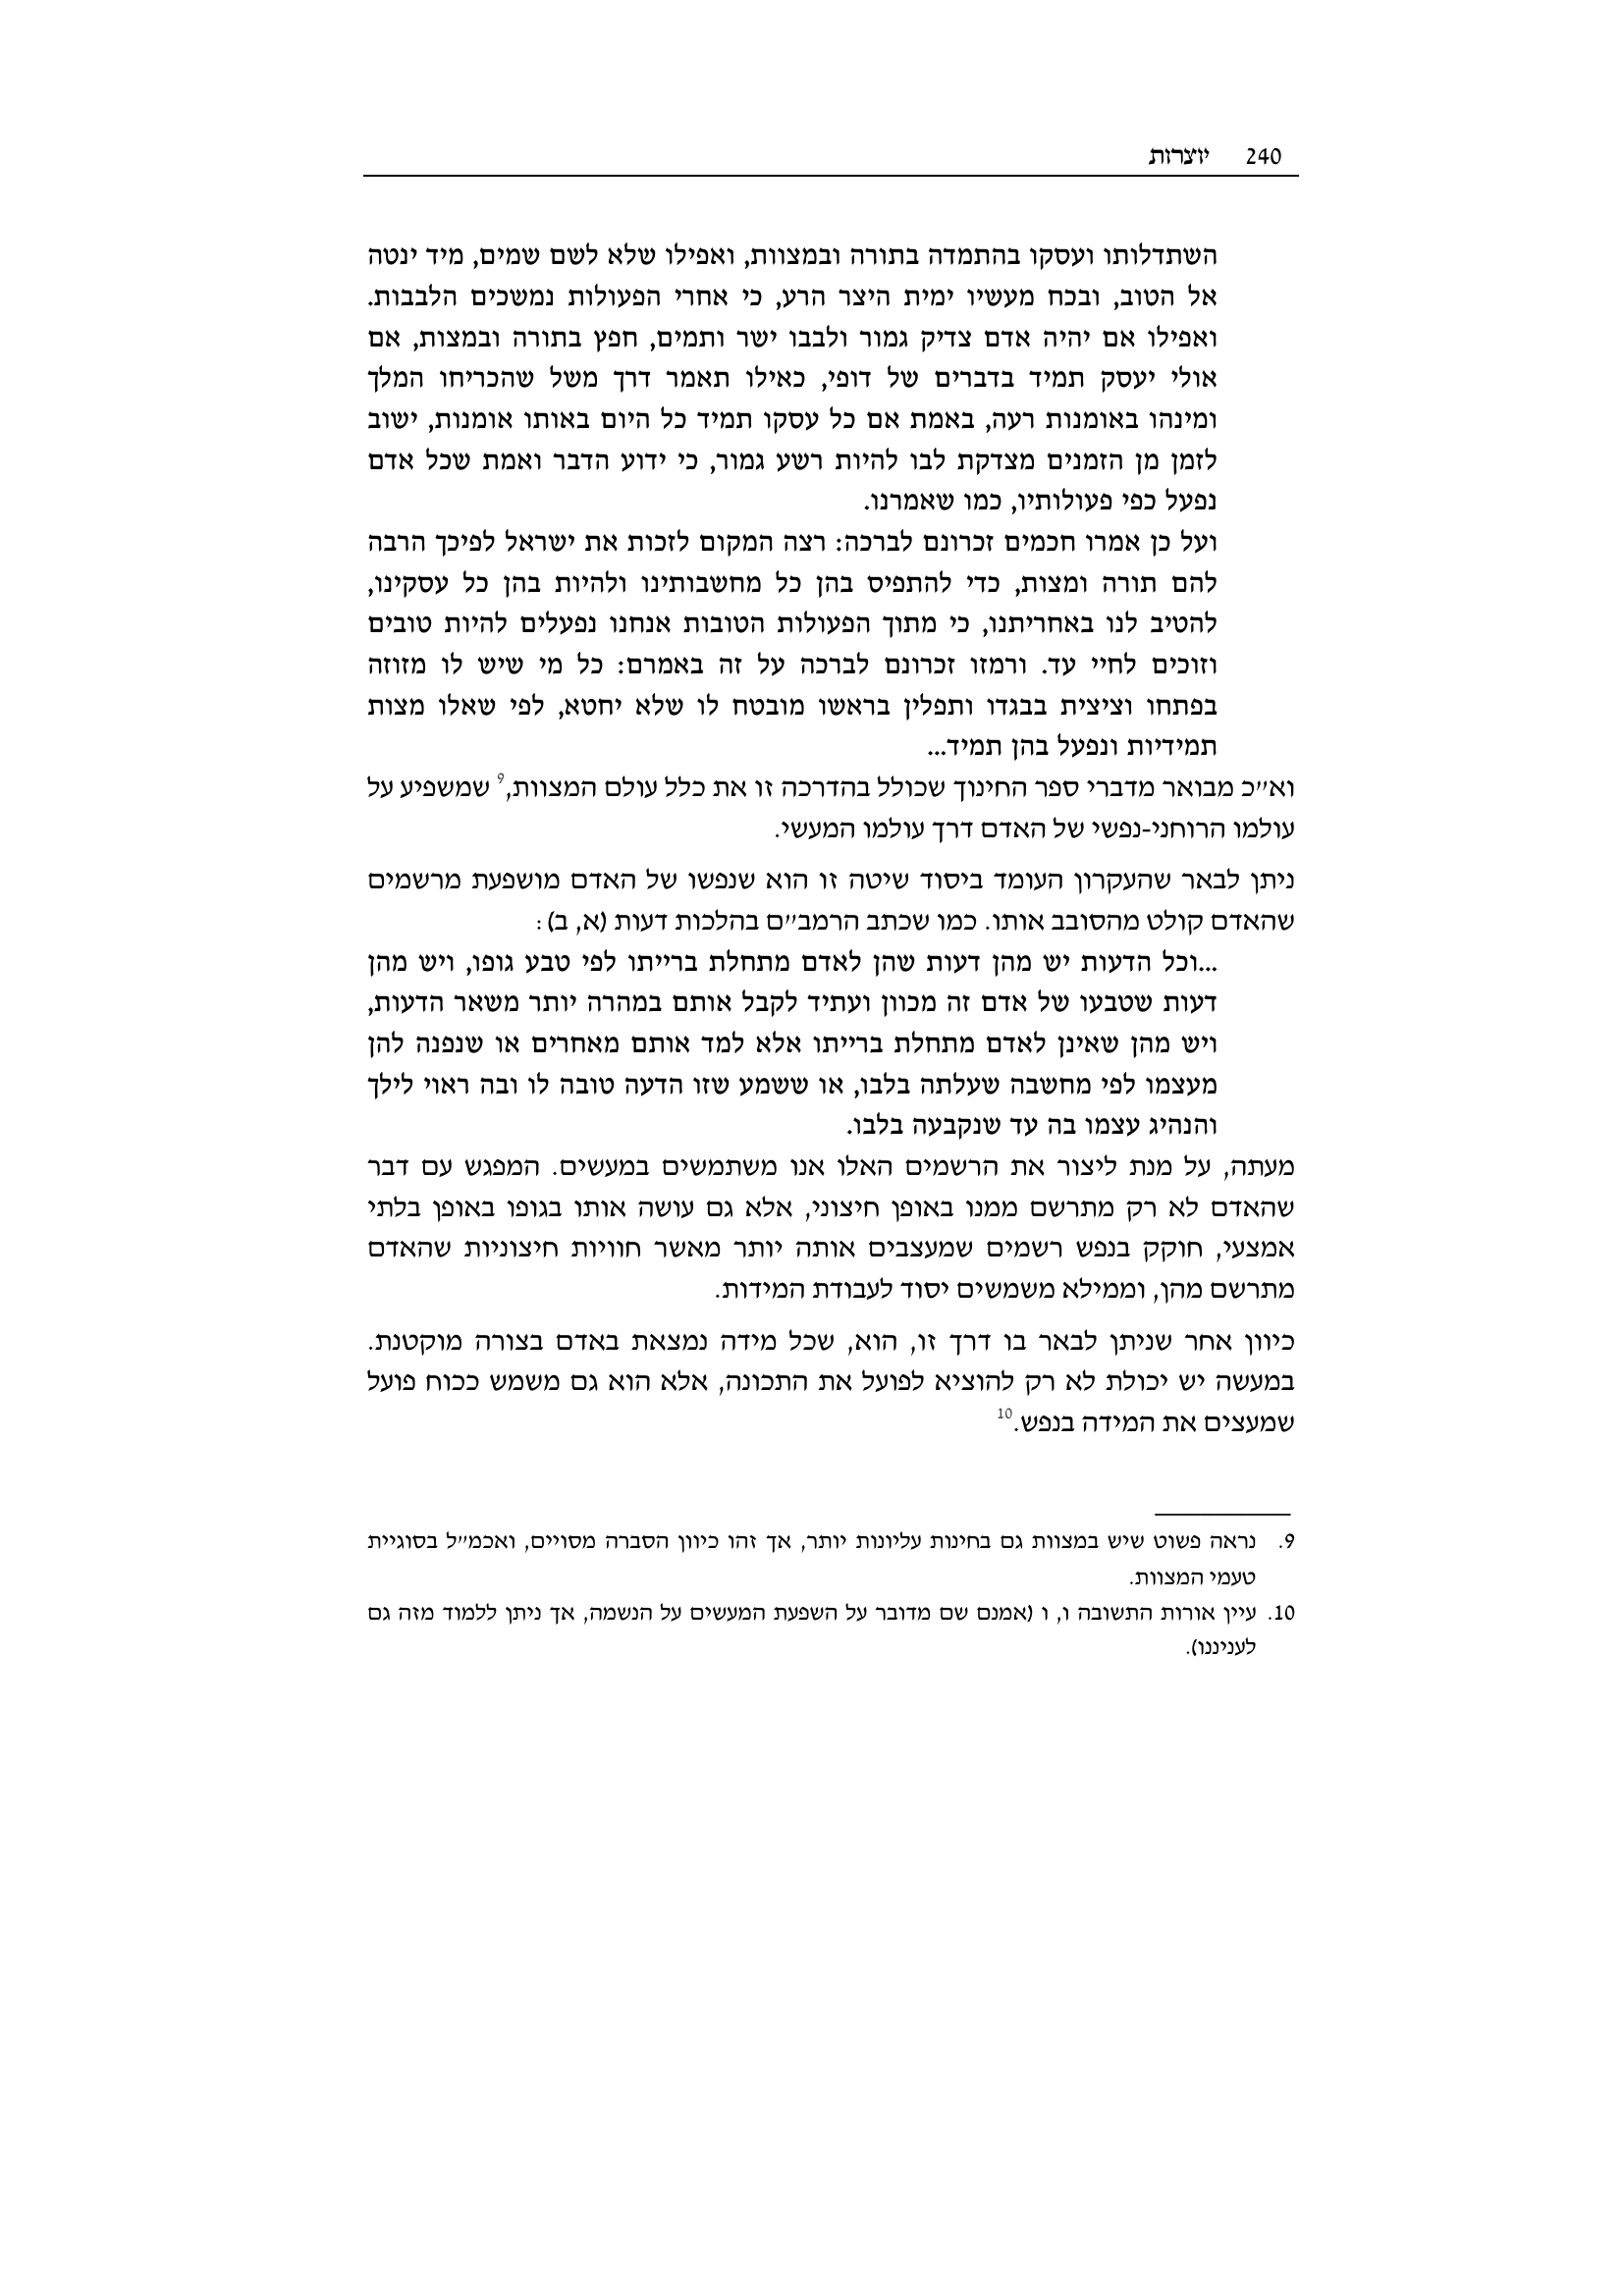 240 יוצרות
השתדלותו ועסקו בהתמדה בתורה ובמצוות, ואפילו שלא לשם שמים, מיד ינטה
אל הטוב, ובכח מעשיו ימית היצר הרע, כי אחרי הפעולות נמשכים הלבבות.
ואפילו אם יהיה אדם צדיק גמור ולבבו ישר ותמים, חפץ בתורה ובמצות, אם
אולי יעסק תמיד בדברים של דופי, כאילו תאמר דרך משל שהכריחו המלך
ומינהו באומנות רעה, באמת אם כל עסקו תמיד כל היום באותו אומנות, ישוב
לזמן מן הזמנים מצדקת לבו להיות רשע גמור, כי ידוע הדבר ואמת שכל אדם
נפעל כפי פעולותיו, כמו שאמרנו.
ועל כן אמרו חכמים זכרונם לברכה: רצה המקום לזכות את ישראל לפיכך הרבה
להם תורה ומצות, כדי להתפיס בהן כל מחשבותינו ולהיות בהן כל עסקינו,
להטיב לנו באחריתנו, כי מתוך הפעולות הטובות אנחנו נפעלים להיות טובים
וזוכים לחיי עד. ורמזו זכרונם לברכה על זה באמרם: כל מי שיש לו מזוזה
בפתחו וציצית בבגדו ותפלין בראשו מובטח לו שלא יחטא, לפי שאלו מצות
תמידיות ונפעל בהן תמיד...
וא״כ מבואר מדברי ספר החינוך שכולל בהדרכה זו את כלל עולם המצוות,9 שמשפיע על
עולמו הרוחני-נפשי של האדם דרך עולמו המעשי.
ניתן לבאר שהעקרון העומד ביסוד שיטה זו הוא שנפשו של האדם מושפעת מרשמים
שהאדם קולט מהסובב אותו. כמו שכתב הרמב״ם בהלכות דעות (א, ב):
...וכל הדעות יש מהן דעות שהן לאדם מתחלת ברייתו לפי טבע גופו, ויש מהן
דעות שטבעו של אדם זה מכוון ועתיד לקבל אותם במהרה יותר משאר הדעות,
ויש מהן שאינן לאדם מתחלת ברייתו אלא למד אותם מאחרים או שנפנה להן
מעצמו לפי מחשבה שעלתה בלבו, או ששמע שזו הדעה טובה לו ובה ראוי לילך
והנהיג עצמו בה עד שנקבעה בלבו.
מעתה, על מנת ליצור את הרשמים האלו אנו משתמשים במעשים. המפגש עם דבר
שהאדם לא רק מתרשם ממנו באופן חיצוני, אלא גם עושה אותו בגופו באופן בלתי
אמצעי, חוקק בנפש רשמים שמעצבים אותה יותר מאשר חוויות חיצוניות שהאדם
מתרשם מהן, וממילא משמשים יסוד לעבודת המידות.
כיוון אחר שניתן לבאר בו דרך זו, הוא, שכל מידה נמצאת באדם בצורה מוקטנת.
במעשה יש יכולת לא רק להוציא לפועל את התכונה, אלא הוא גם משמש ככוח פועל
שמעצים את המידה בנפש.10
9. נראה פשוט שיש במצוות גם בחינות עליונות יותר, אך זהו כיוון הסברה מסויים, ואכמ״ל בסוגיית
טעמי המצוות.
10. עיין אורות התשובה ו, ו (אמנם שם מדובר על השפעת המעשים על הנשמה, אך ניתן ללמוד מזה גם
לעניננו).